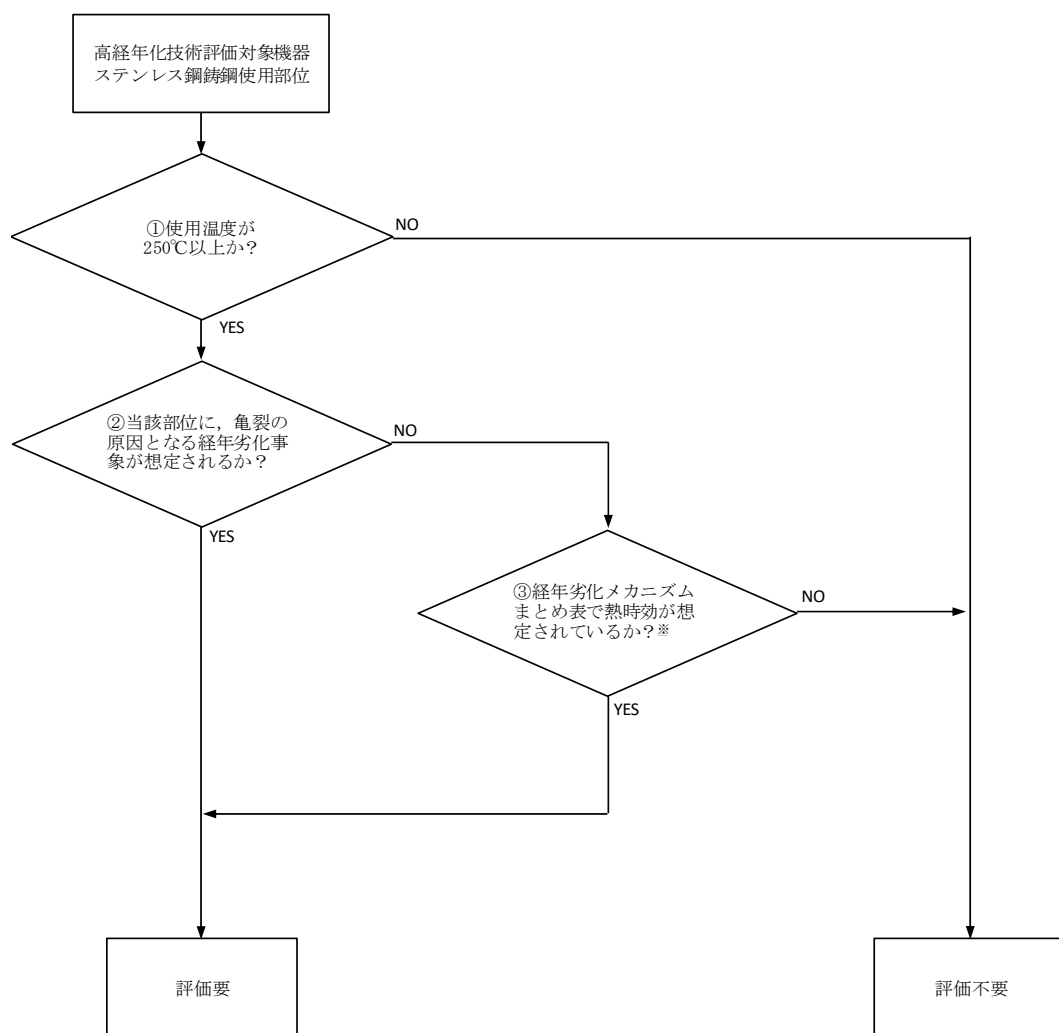 高経年化技術評価対象機器
ステンレス鋼鋳鋼使用部位
①使用温度が
250℃以上か？
NO
YES
②当該部位に，亀裂の
原因となる経年劣化事
象が想定されるか？
NO
YES
③経年劣化メカニズム
まとめ表で熱時効が想
定されているか？※
NO
YES
評価要
評価不要